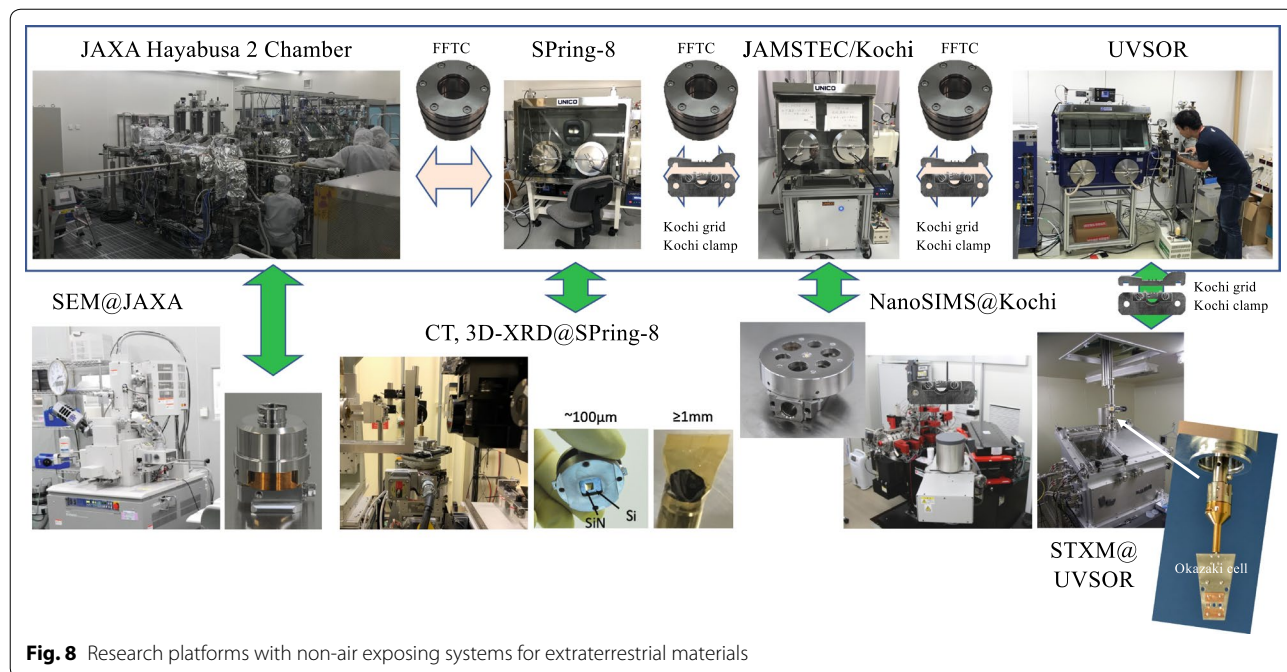 JAXA Hayabusa 2 Chamber
FFTC
SPring-8
FFTC
JAMSTEC/Kochi
FFTC
UVSOR
UNICO
UNICO
Kochi grid
Kochi clamp
Kochi grid
Kochi clamp
Kochi grid
Kochi clamp
SEM@JAXA
CT, 3D-XRD@SPring-8
NanoSIMS@Kochi
~100μm
≥1mm
SiN
Si
STXM@
UVSOR
Okazaki cell
Fig. 8 Research platforms with non-air exposing systems for extraterrestrial materials